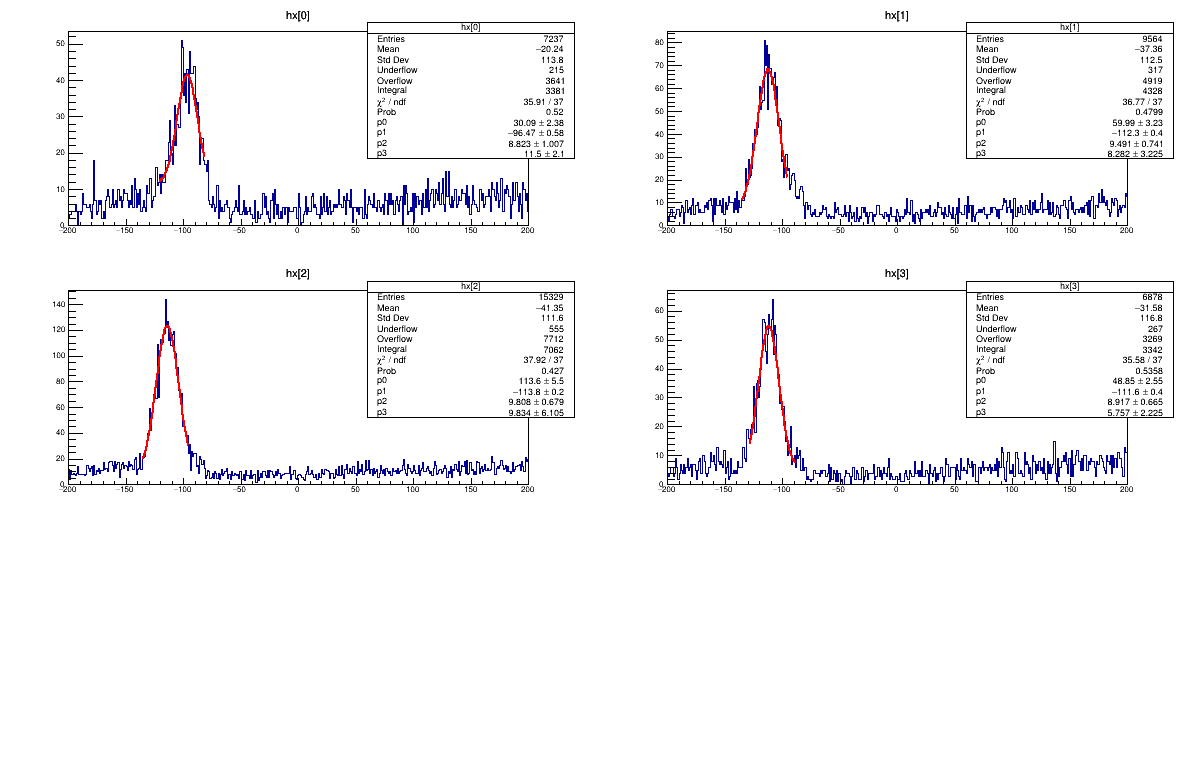 hx[0]
hx[0]
Entries 7237
Mean −20.24
Std Dev 113.8
Underflow 215
Overflow 3641
Integral 3381
χ² / ndf 35.91 / 37
Prob 0.52
p0 30.09 ± 2.38
p1 −96.47 ± 0.58
p2 8.823 ± 1.007
p3 11.5 ± 2.1
50
40
30
20
10
0
−200 −150 −100 −50 0 50 100 150 200
hx[1]
hx[1]
Entries 9564
Mean −37.36
Std Dev 112.5
Underflow 317
Overflow 4919
Integral 4328
χ² / ndf 36.77 / 37
Prob 0.4799
p0 59.99 ± 3.23
p1 −112.3 ± 0.4
p2 9.491 ± 0.741
p3 8.282 ± 3.225
80
70
60
50
40
30
20
10
0
−200 −150 −100 −50 0 50 100 150 200
hx[2]
hx[2]
Entries 15329
Mean −41.35
Std Dev 111.6
Underflow 555
Overflow 7712
Integral 7062
χ² / ndf 37.92 / 37
Prob 0.427
p0 113.6 ± 5.5
p1 −113.8 ± 0.2
p2 9.808 ± 0.679
p3 9.834 ± 6.105
140
120
100
80
60
40
20
0
−200 −150 −100 −50 0 50 100 150 200
hx[3]
hx[3]
Entries 6878
Mean −31.58
Std Dev 116.8
Underflow 267
Overflow 3269
Integral 3342
χ² / ndf 35.58 / 37
Prob 0.5358
p0 48.85 ± 2.55
p1 −111.6 ± 0.4
p2 8.917 ± 0.665
p3 5.757 ± 2.225
60
50
40
30
20
10
0
−200 −150 −100 −50 0 50 100 150 200